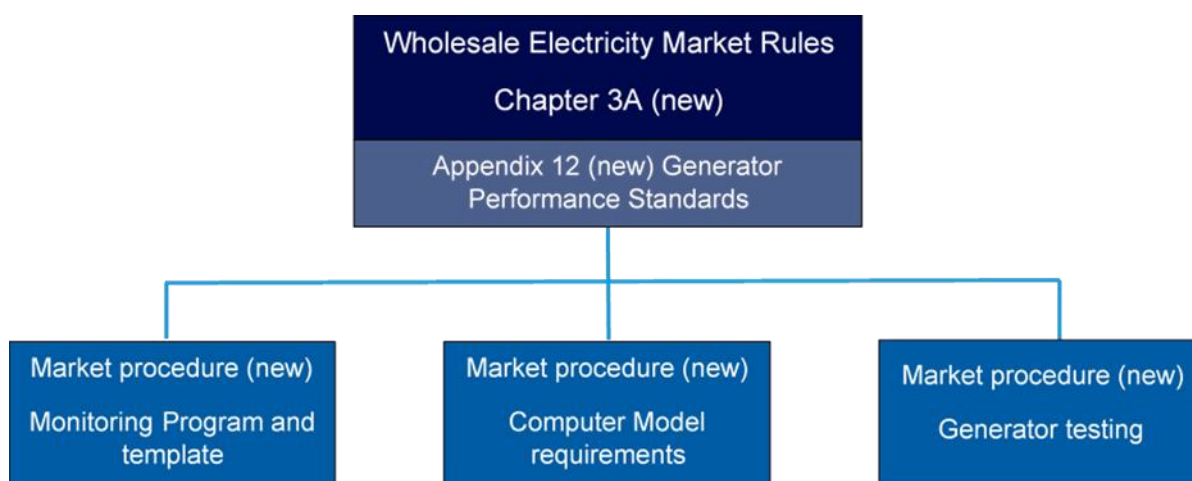 Wholesale Electricity Market Rules
Chapter 3A (new)
Appendix 12 (new) Generator
Performance Standards
Market procedure (new)
Monitoring Program and
template
Market procedure (new)
Computer Model
requirements
Market procedure (new)
Generator testing